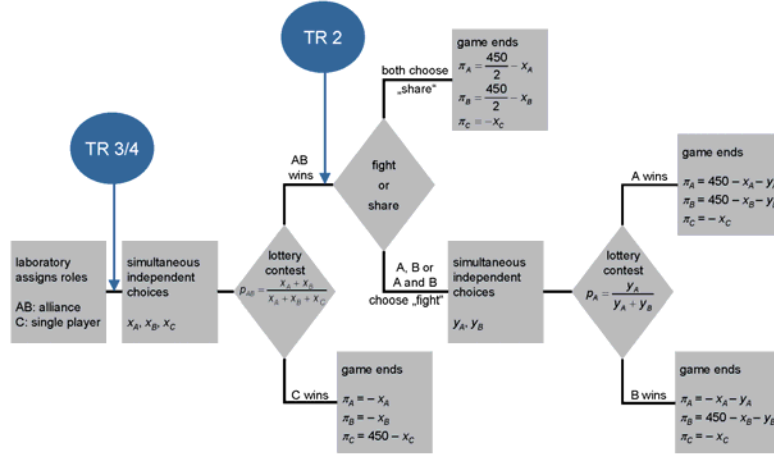 TR 2
TR 3/4
laboratory
assigns roles
AB: alliance
C: single player
simultaneous
independent
choices
x_A, x_B, x_C
AB
wins
lottery
contest
p_AB = (x_A + x_B) / (x_A + x_B + x_C)
C wins
game ends
π_A = − x_A
π_B = − x_B
π_C = 450 − x_C
fight
or
share
both choose
„share“
game ends
π_A = 450/2 − x_A
π_B = 450/2 − x_B
π_C = −x_C
A, B or
A and B
choose „fight“
simultaneous
independent
choices
y_A, y_B
lottery
contest
p_A = y_A / (y_A + y_B)
A wins
game ends
π_A = 450 − x_A − y_A
π_B = 450 − x_B − y
π_C = − x_C
B wins
game ends
π_A = − x_A − y_A
π_B = 450 − x_B − y_B
π_C = − x_C